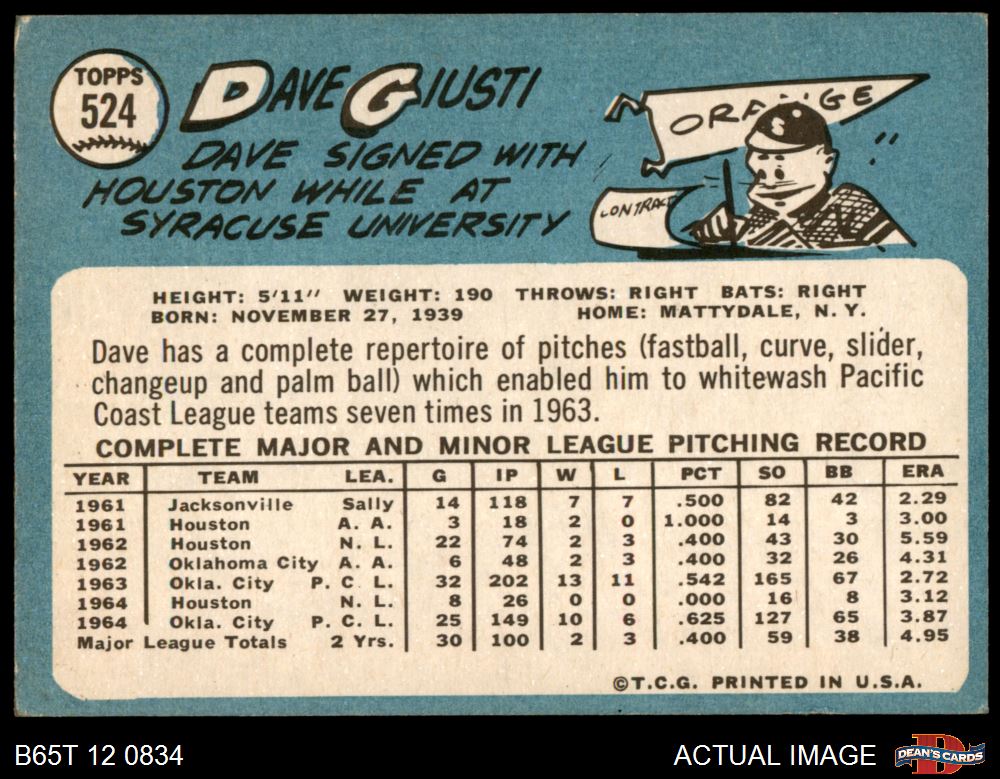 TOPPS
524
DAVE GIUSTI
DAVE SIGNED WITH
HOUSTON WHILE AT
SYRACUSE UNIVERSITY
ORANGE
CONTRACT
HEIGHT: 5'11" WEIGHT: 190 THROWS: RIGHT BATS: RIGHT
BORN: NOVEMBER 27, 1939 HOME: MATTYDALE, N. Y.
Dave has a complete repertoire of pitches (fastball, curve, slider,
changeup and palm ball) which enabled him to whitewash Pacific
Coast League teams seven times in 1963.
COMPLETE MAJOR AND MINOR LEAGUE PITCHING RECORD
YEAR TEAM LEA. G IP W L PCT SO BB ERA
1961 Jacksonville Sally 14 118 7 7 .500 82 42 2.29
1961 Houston A. A. 3 18 2 0 1.000 14 3 3.00
1962 Houston N. L. 22 74 2 3 .400 43 30 5.59
1962 Oklahoma City A. A. 6 48 2 3 .400 32 26 4.31
1963 Okla. City P. C. L. 32 202 13 11 .542 165 67 2.72
1964 Houston N. L. 8 26 0 0 .000 16 8 3.12
1964 Okla. City P. C. L. 25 149 10 6 .625 127 65 3.87
Major League Totals 2 Yrs. 30 100 2 3 .400 59 38 4.95
©T.C.G. PRINTED IN U.S.A.
B65T 12 0834
ACTUAL IMAGE
DEAN'S CARDS